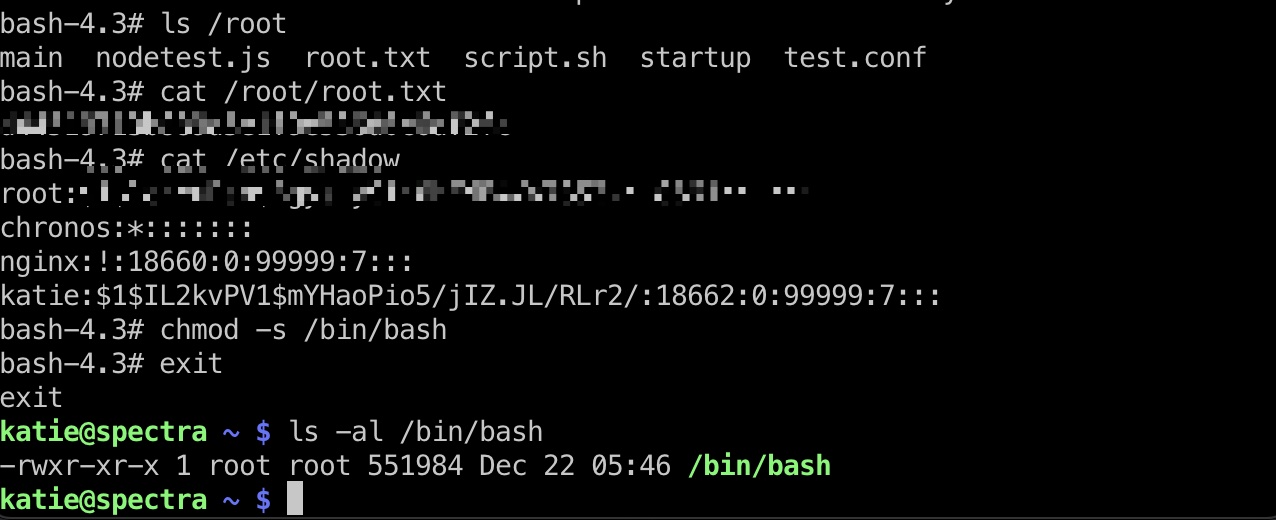 bash-4.3# ls /root
main  nodetest.js  root.txt  script.sh  startup  test.conf
bash-4.3# cat /root/root.txt
bash-4.3# cat /etc/shadow
root:
chronos:*:::::::
nginx:!:18660:0:99999:7:::
katie:$1$IL2kvPV1$mYHaoPio5/jIZ.JL/RLr2/:18662:0:99999:7:::
bash-4.3# chmod -s /bin/bash
bash-4.3# exit
exit
katie@spectra ~ $ ls -al /bin/bash
-rwxr-xr-x 1 root root 551984 Dec 22 05:46 /bin/bash
katie@spectra ~ $